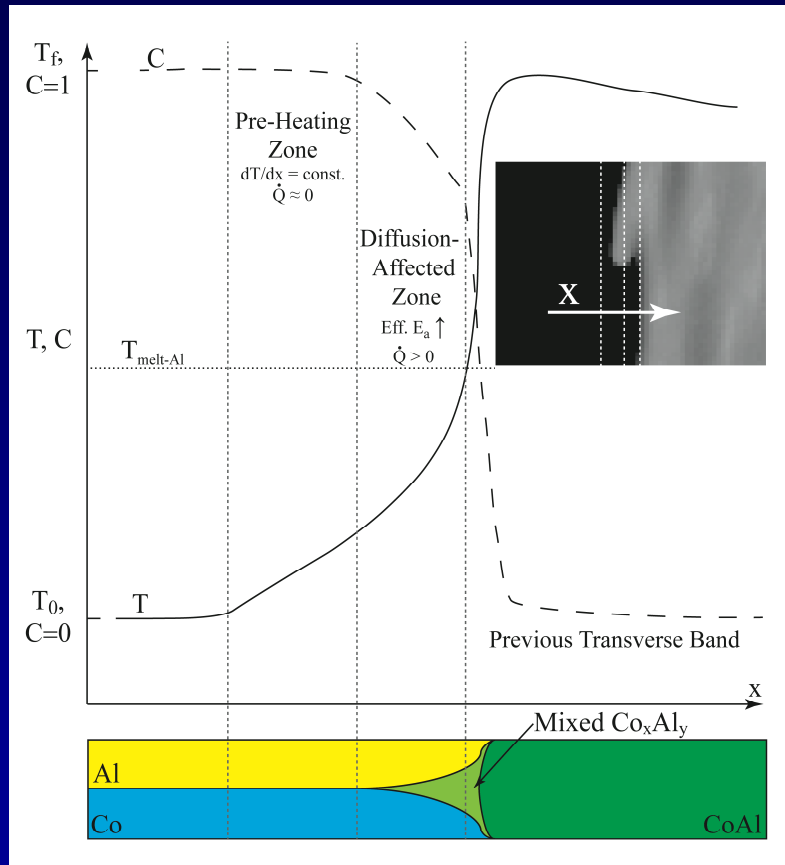 T_f,
C=1
C
Pre-Heating
Zone
dT/dx = const.
Q̇ ≈ 0
Diffusion-
Affected
Zone
Eff. E_a ↑
Q̇ > 0
X
T, C
T_melt-Al
T_0,
C=0
T
Previous Transverse Band
x
Mixed Co_xAl_y
Al
Co
CoAl